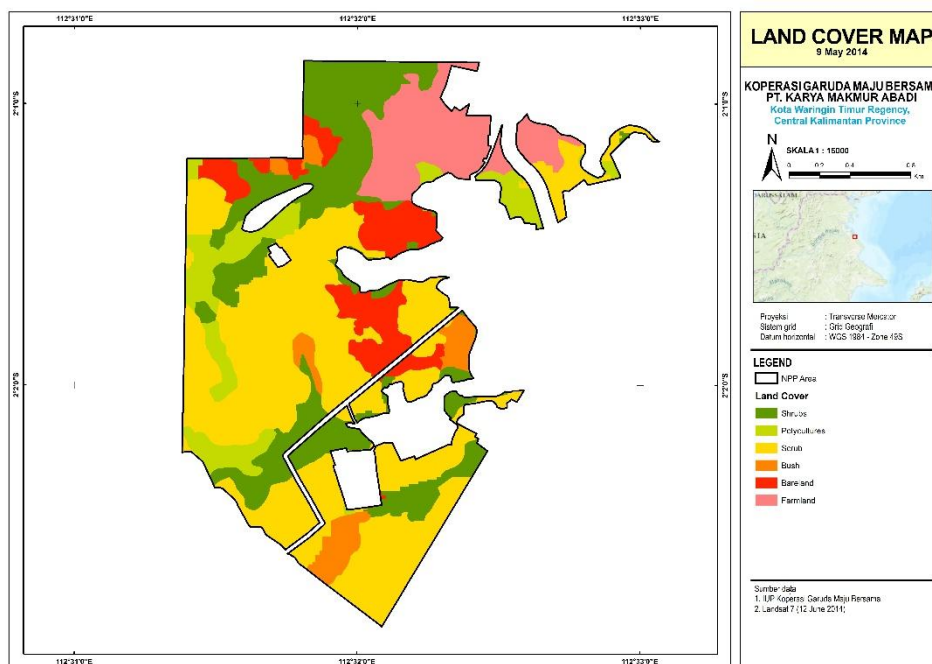 112°31'0"E
112°32'0"E
112°33'0"E
2°1'0"S
2°1'0"S
2°2'0"S
2°2'0"S
112°31'0"E
112°32'0"E
112°33'0"E
LAND COVER MAP
9 May 2014
KOPERASI GARUDA MAJU BERSAM
PT. KARYA MAKMUR ABADI
Kota Waringin Timur Regency,
Central Kalimantan Province
N
SKALA 1 : 15000
0 0.2 0.4 0.8
Km
Proyeksi : Transverse Mercator
Sistem grid : Grid Geografi
Datum horizontal : WGS 1984 - Zone 49S
LEGEND
NPP Area
Land Cover
Shrubs
Polycultures
Scrub
Bush
Bareland
Farmland
Sumber data
1. IUP Koperasi Garuda Maju Bersama
2. Landsat 7 (12 June 2014)